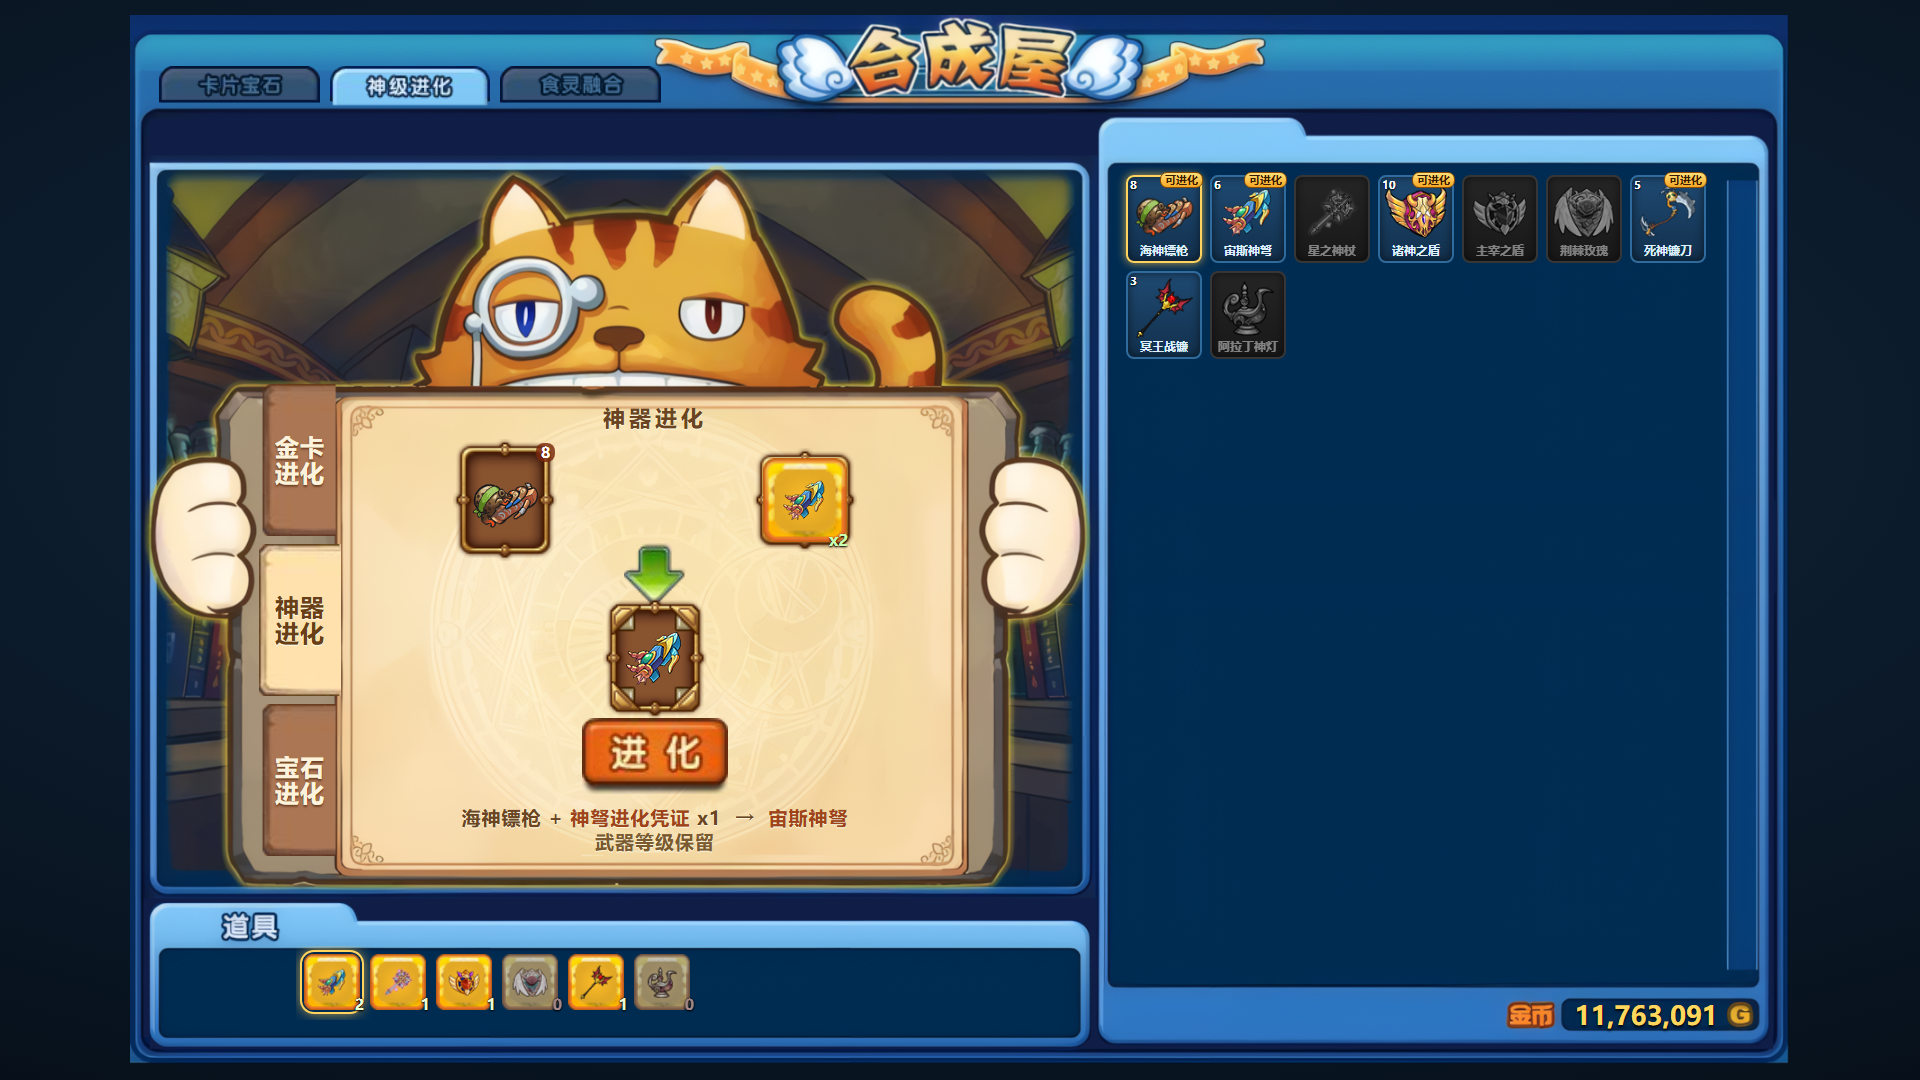 合成屋
卡片宝石
神级进化
食灵融合
金卡
进化
神器
进化
宝石
进化
神器进化
8
x2
进化
海神镖枪 + 神弩进化凭证 x1 → 宙斯神弩
武器等级保留
道具
2
1
1
0
1
0
8
可进化
海神镖枪
6
可进化
宙斯神弩
星之神杖
10
可进化
诸神之盾
主宰之盾
荆棘玫瑰
5
可进化
死神镰刀
3
冥王战镰
阿拉丁神灯
金币
11,763,091
G